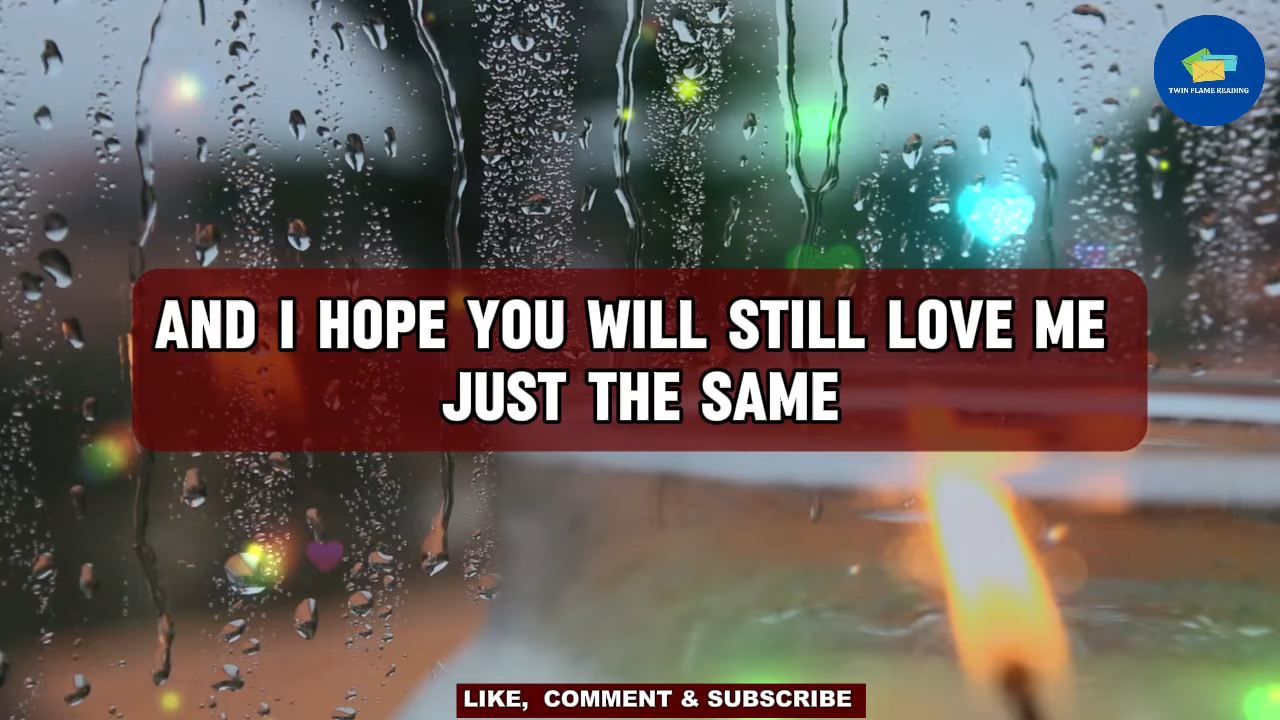 TWIN FLAME READING
AND I HOPE YOU WILL STILL LOVE ME
JUST THE SAME
LIKE, COMMENT & SUBSCRIBE